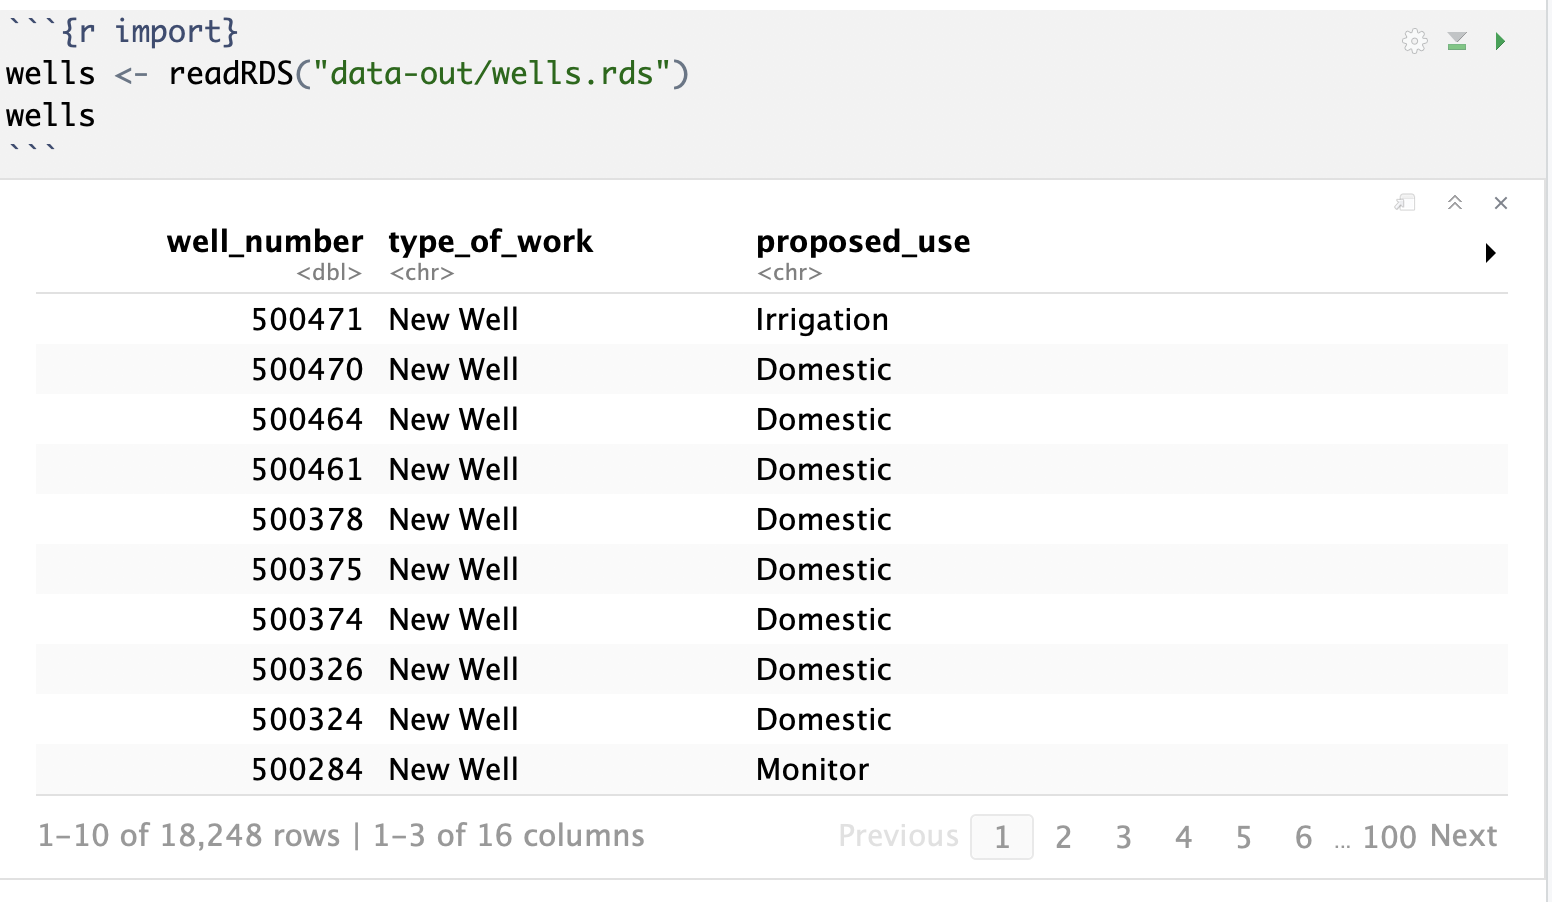 ```{r import}
wells <- readRDS("data-out/wells.rds")
wells
```
well_number type_of_work proposed_use
<dbl> <chr> <chr>
500471 New Well Irrigation
500470 New Well Domestic
500464 New Well Domestic
500461 New Well Domestic
500378 New Well Domestic
500375 New Well Domestic
500374 New Well Domestic
500326 New Well Domestic
500324 New Well Domestic
500284 New Well Monitor
1-10 of 18,248 rows | 1-3 of 16 columns Previous 1 2 3 4 5 6 ... 100 Next